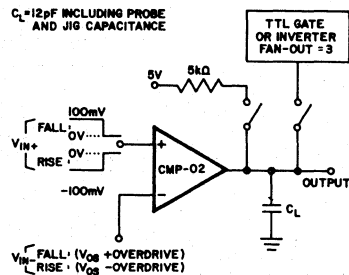 CL=12pF INCLUDING PROBE
AND JIG CAPACITANCE
TTL GATE
OR INVERTER
FAN-OUT =3
5V
5kΩ
100mV
VIN+
FALL:
0V
0V
RISE:
-100mV
+
-
CMP-02
OUTPUT
CL
VIN-
FALL: (VOS +OVERDRIVE)
RISE: (VOS -OVERDRIVE)